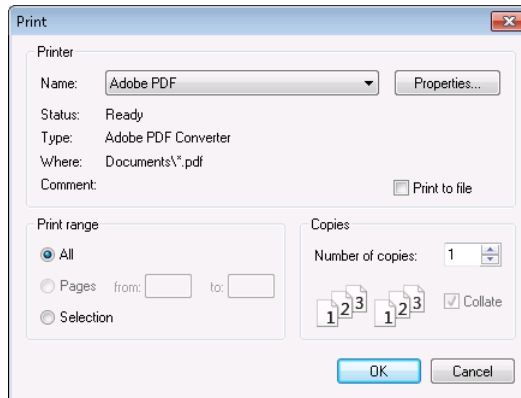 Print
Printer
Name: Adobe PDF Properties...
Status: Ready
Type: Adobe PDF Converter
Where: Documents\*.pdf
Comment:
Print to file
Print range
All
Pages from: to:
Selection
Copies
Number of copies: 1
1 2 3 1 2 3
Collate
OK Cancel